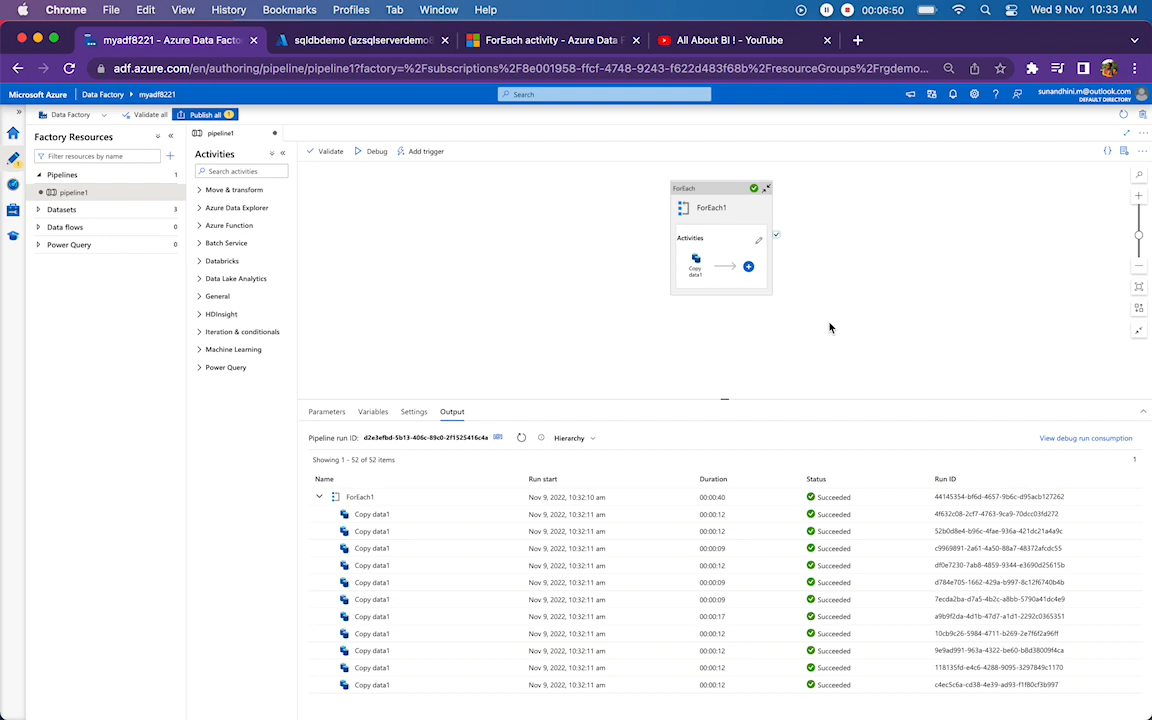 Chrome File Edit View History Bookmarks Profiles Tab Window Help 00:06:50 Wed 9 Nov 10:33 AM
myadf8221 - Azure Data Facto sqldbdemo (azsqlserverdemo8 ForEach activity - Azure Data F All About BI ! - YouTube
adf.azure.com/en/authoring/pipeline/pipeline1?factory=%2Fsubscriptions%2F8e001958-ffcf-4748-9243-f622d483f68b%2FresourceGroups%2Frgdemo...
Microsoft Azure Data Factory myadf8221 Search sunandhini.m@outlook.com
DEFAULT DIRECTORY
Data Factory Validate all Publish all 1
Factory Resources
Filter resources by name
Pipelines 1
pipeline1
Datasets 3
Data flows 0
Power Query 0
pipeline1
Activities
Search activities
Move & transform
Azure Data Explorer
Azure Function
Batch Service
Databricks
Data Lake Analytics
General
HDInsight
Iteration & conditionals
Machine Learning
Power Query
Validate Debug Add trigger
ForEach
ForEach1
Activities
Copy
data1
Parameters Variables Settings Output
Pipeline run ID: d2e3efbd-5b13-406c-89c0-2f1525416c4a Hierarchy View debug run consumption
Showing 1 - 52 of 52 items 1
Name Run start Duration Status Run ID
ForEach1 Nov 9, 2022, 10:32:10 am 00:00:40 Succeeded 44145354-bf6d-4657-9b6c-d95acb127262
Copy data1 Nov 9, 2022, 10:32:11 am 00:00:12 Succeeded 4f632c08-2cf7-4763-9ca9-70dcc03fd272
Copy data1 Nov 9, 2022, 10:32:11 am 00:00:12 Succeeded 52b0d8e4-b96c-4fae-936a-421dc21a4a9c
Copy data1 Nov 9, 2022, 10:32:11 am 00:00:09 Succeeded c9969891-2a61-4a50-88a7-48372afcdc55
Copy data1 Nov 9, 2022, 10:32:11 am 00:00:12 Succeeded df0e7230-7ab8-4859-9344-e3690d25615b
Copy data1 Nov 9, 2022, 10:32:11 am 00:00:09 Succeeded d784e705-1662-429a-b997-8c12f6740b4b
Copy data1 Nov 9, 2022, 10:32:11 am 00:00:09 Succeeded 7ecda2ba-d7a5-4b2c-a8bb-5790a41dc4e9
Copy data1 Nov 9, 2022, 10:32:11 am 00:00:17 Succeeded a9b9f2da-4d1b-47d7-a1d1-2292c0365351
Copy data1 Nov 9, 2022, 10:32:11 am 00:00:12 Succeeded 10cb9c26-5984-4711-b269-2e7f6f2a96ff
Copy data1 Nov 9, 2022, 10:32:11 am 00:00:12 Succeeded 9e9ad991-963a-4322-be60-b8d38009f4ca
Copy data1 Nov 9, 2022, 10:32:11 am 00:00:12 Succeeded 118135fd-e4c6-4288-9095-3297849c1170
Copy data1 Nov 9, 2022, 10:32:11 am 00:00:12 Succeeded c4ec5c6a-cd38-4e39-ad93-f1f80cf3b997